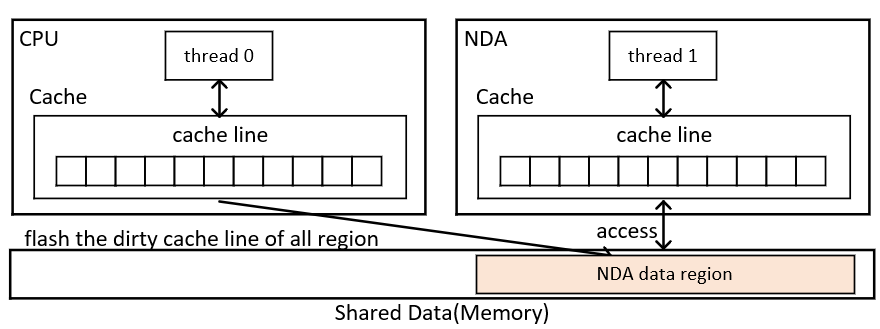 CPU
thread 0
Cache
cache line
NDA
thread 1
Cache
cache line
flash the dirty cache line of all region
access
NDA data region
Shared Data(Memory)